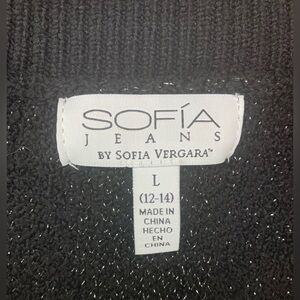 SOFÍA
JEANS
BY SOFIA VERGARA™
L
(12-14)
MADE IN
CHINA
HECHO
EN
CHINA